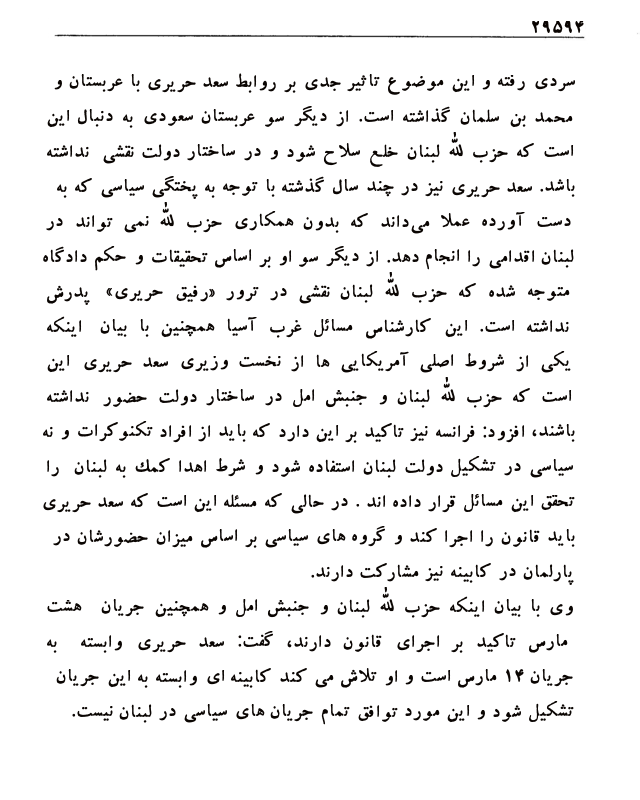 ۲۹۵۹۴
سردی رفته و این موضوع تاثیر جدی بر روابط سعد حریری با عربستان و
محمد بن سلمان گذاشته است. از دیگر سو عربستان سعودی به دنبال این
است که حزب الله لبنان خلع سلاح شود و در ساختار دولت نقشی نداشته
باشد. سعد حریری نیز در چند سال گذشته با توجه به پختگی سیاسی که به
دست آورده عملا می‌داند که بدون همکاری حزب الله نمی تواند در
لبنان اقدامی را انجام دهد. از دیگر سو او بر اساس تحقیقات و حکم دادگاه
متوجه شده که حزب الله لبنان نقشی در ترور «رفیق حریری» پدرش
نداشته است. این کارشناس مسائل غرب آسیا همچنین با بیان اینکه
یکی از شروط اصلی آمریکایی ها از نخست وزیری سعد حریری این
است که حزب الله لبنان و جنبش امل در ساختار دولت حضور نداشته
باشند، افزود: فرانسه نیز تاکید بر این دارد که باید از افراد تکنوکرات و نه
سیاسی در تشکیل دولت لبنان استفاده شود و شرط اهدا کمك به لبنان را
تحقق این مسائل قرار داده اند . در حالی که مسئله این است که سعد حریری
باید قانون را اجرا کند و گروه های سیاسی بر اساس میزان حضورشان در
پارلمان در کابینه نیز مشارکت دارند.
وی با بیان اینکه حزب الله لبنان و جنبش امل و همچنین جریان هشت
مارس تاکید بر اجرای قانون دارند، گفت: سعد حریری وابسته به
جریان ۱۴ مارس است و او تلاش می کند کابینه ای وابسته به این جریان
تشکیل شود و این مورد توافق تمام جریان های سیاسی در لبنان نیست.